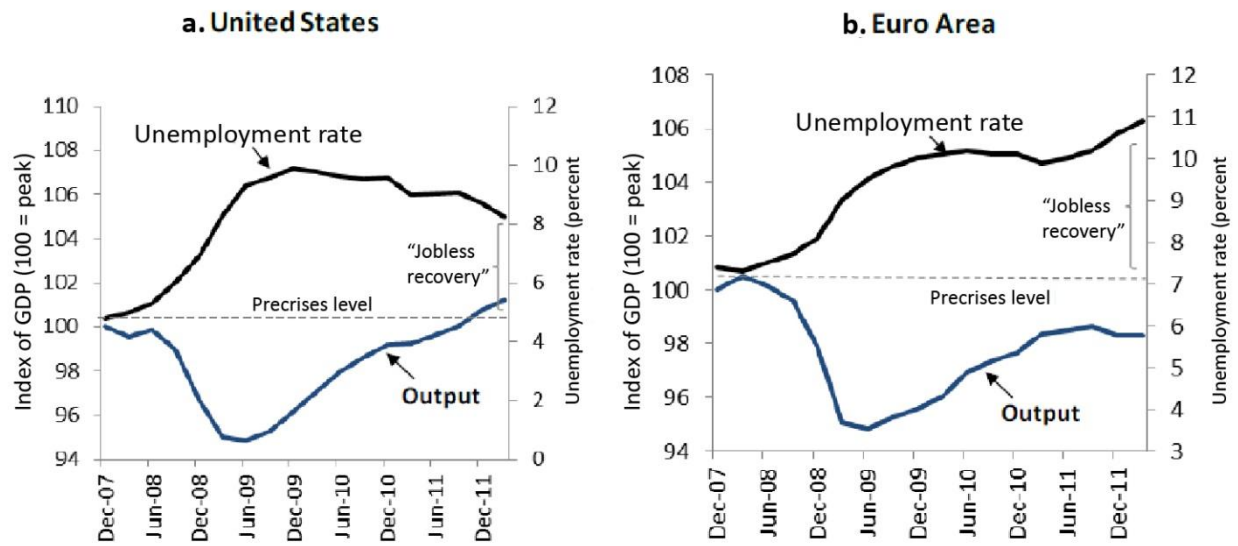 a. United States
Index of GDP (100 = peak)
110
108
106
104
102
100
98
96
94
Unemployment rate
“Jobless
recovery”
Precrises level
Output
12
10
8
6
4
2
0
Unemployment rate (percent
Dec-07
Jun-08
Dec-08
Jun-09
Dec-09
Jun-10
Dec-10
Jun-11
Dec-11
b. Euro Area
Index of GDP (100 = peak)
108
106
104
102
100
98
96
94
Unemployment rate
“Jobless
recovery”
Precrises level
Output
12
11
10
9
8
7
6
5
4
3
Unemployment rate (percent
Dec-07
Jun-08
Dec-08
Jun-09
Dec-09
Jun-10
Dec-10
Jun-11
Dec-11